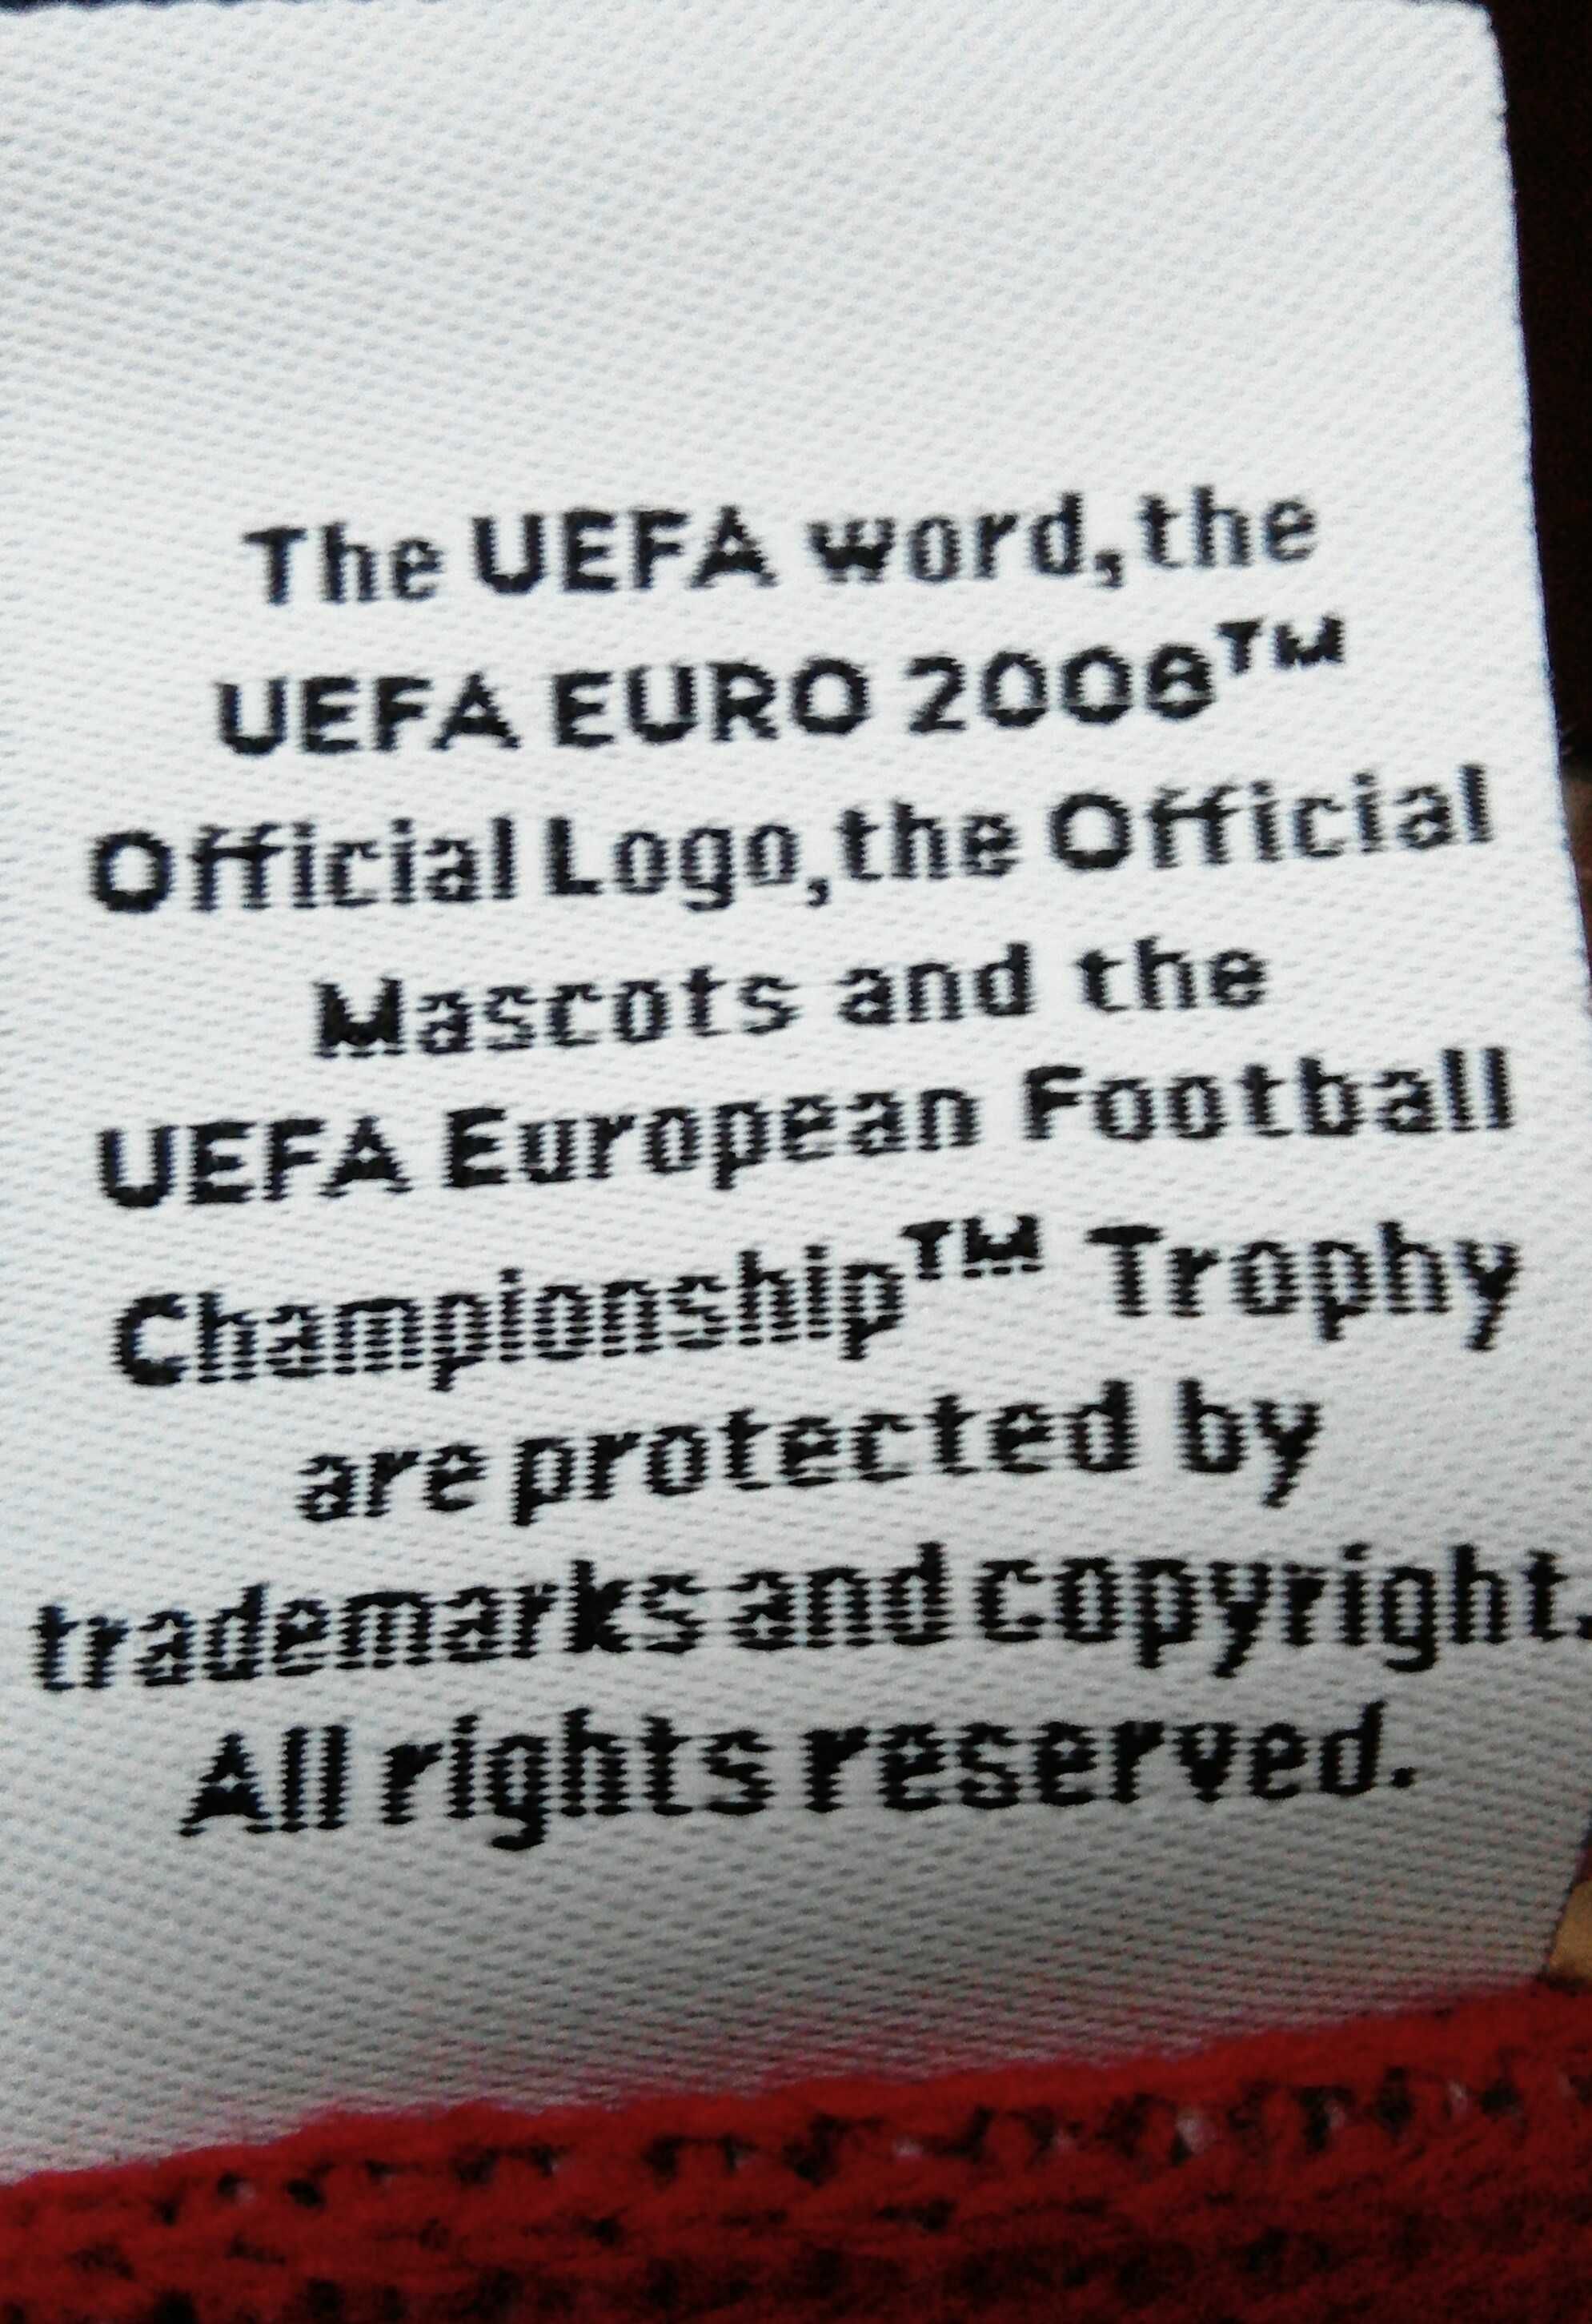 The UEFA word, the
UEFA EURO 2008™
Official Logo, the Official
Mascots and the
UEFA European Football
Championship™ Trophy
are protected by
trademarks and copyright.
All rights reserved.